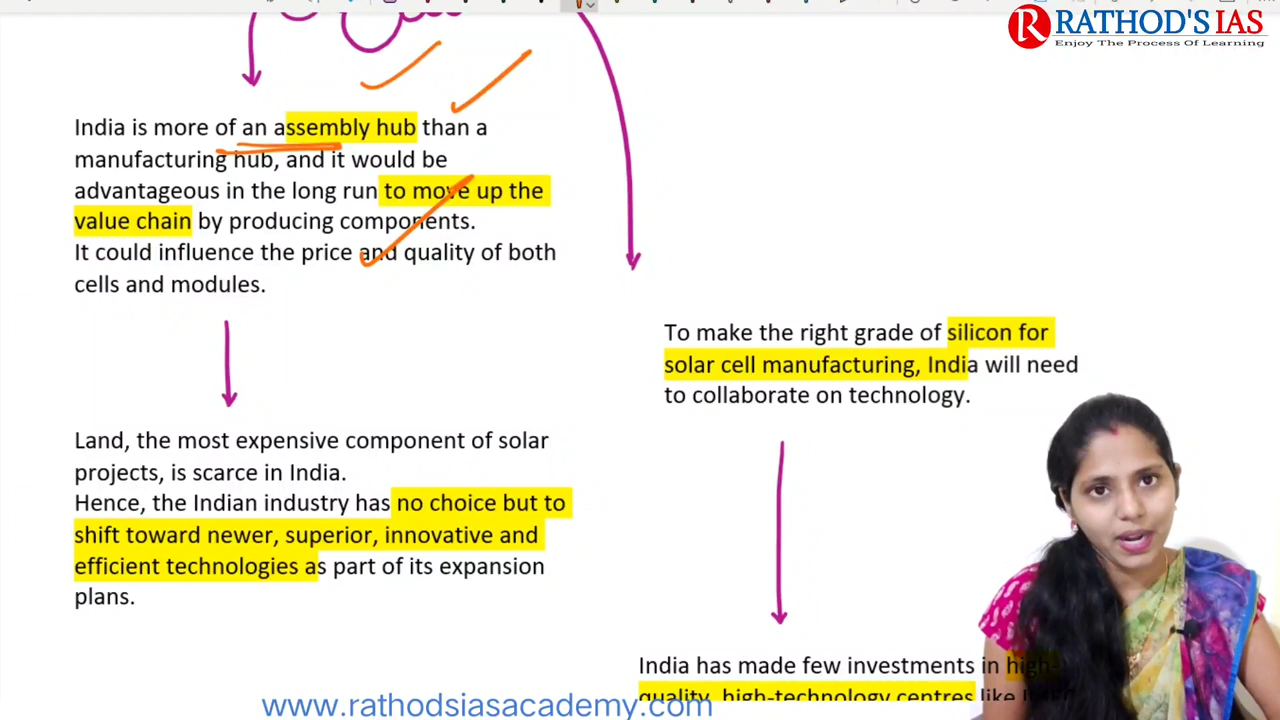 RATHOD'S IAS
Enjoy The Process Of Learning
India is more of an assembly hub than a
manufacturing hub, and it would be
advantageous in the long run to move up the
value chain by producing components.
It could influence the price and quality of both
cells and modules.
To make the right grade of silicon for
solar cell manufacturing, India will need
to collaborate on technology.
Land, the most expensive component of solar
projects, is scarce in India.
Hence, the Indian industry has no choice but to
shift toward newer, superior, innovative and
efficient technologies as part of its expansion
plans.
India has made few investments in high-
quality, high-technology centres like
www.rathodsiasacademy.com